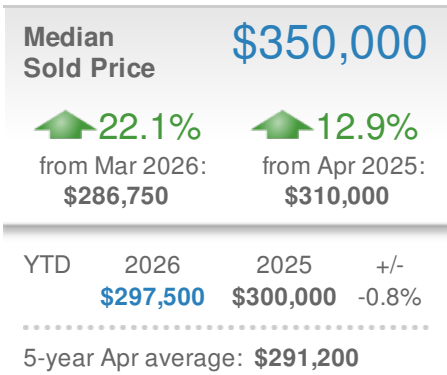 Median
Sold Price
$350,000
22.1%
from Mar 2026:
$286,750
12.9%
from Apr 2025:
$310,000
YTD 2026 2025 +/-
$297,500 $300,000 -0.8%
5-year Apr average: $291,200